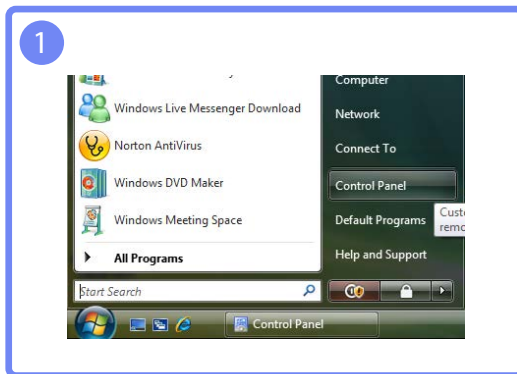 1
Windows Live Messenger Download
Norton AntiVirus
Windows DVD Maker
Windows Meeting Space
All Programs
Start Search
Computer
Network
Connect To
Control Panel
Default Programs
Help and Support
Control Panel